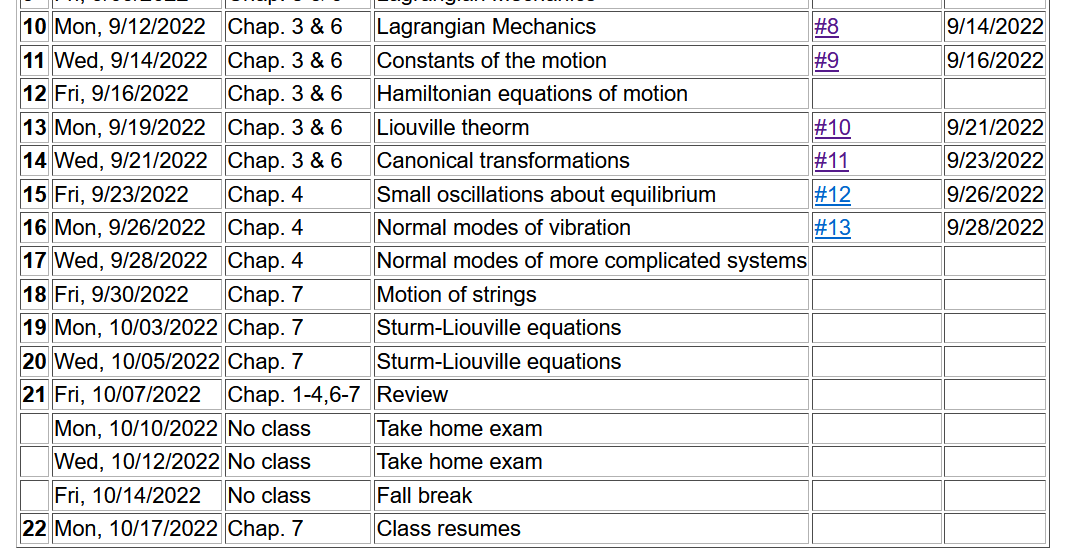 10 Mon, 9/12/2022 Chap. 3 & 6 Lagrangian Mechanics #8 9/14/2022
11 Wed, 9/14/2022 Chap. 3 & 6 Constants of the motion #9 9/16/2022
12 Fri, 9/16/2022 Chap. 3 & 6 Hamiltonian equations of motion
13 Mon, 9/19/2022 Chap. 3 & 6 Liouville theorm #10 9/21/2022
14 Wed, 9/21/2022 Chap. 3 & 6 Canonical transformations #11 9/23/2022
15 Fri, 9/23/2022 Chap. 4 Small oscillations about equilibrium #12 9/26/2022
16 Mon, 9/26/2022 Chap. 4 Normal modes of vibration #13 9/28/2022
17 Wed, 9/28/2022 Chap. 4 Normal modes of more complicated systems
18 Fri, 9/30/2022 Chap. 7 Motion of strings
19 Mon, 10/03/2022 Chap. 7 Sturm-Liouville equations
20 Wed, 10/05/2022 Chap. 7 Sturm-Liouville equations
21 Fri, 10/07/2022 Chap. 1-4,6-7 Review
Mon, 10/10/2022 No class Take home exam
Wed, 10/12/2022 No class Take home exam
Fri, 10/14/2022 No class Fall break
22 Mon, 10/17/2022 Chap. 7 Class resumes